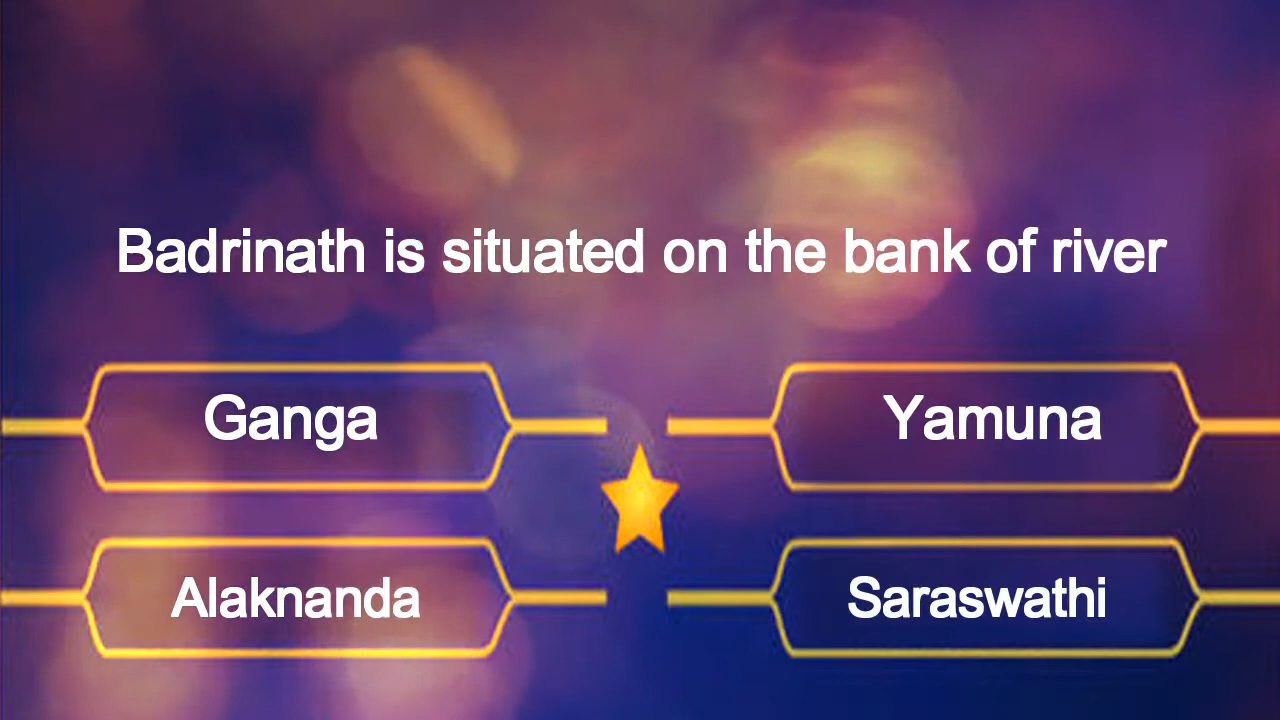 Badrinath is situated on the bank of river
Ganga
Yamuna
Alaknanda
Saraswathi